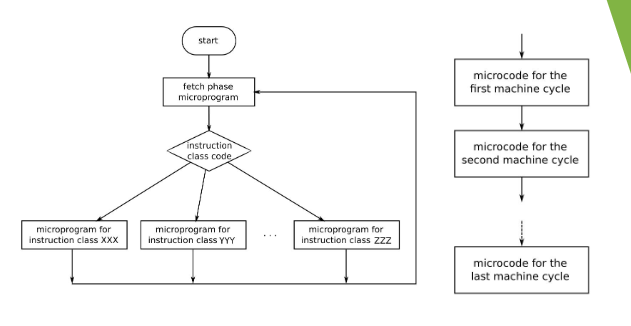 start
fetch phase
microprogram
instruction
class code
microprogram for
instruction class XXX
microprogram for
instruction class YYY
. . .
microprogram for
instruction class ZZZ
microcode for the
first machine cycle
microcode for the
second machine cycle
microcode for the
last machine cycle